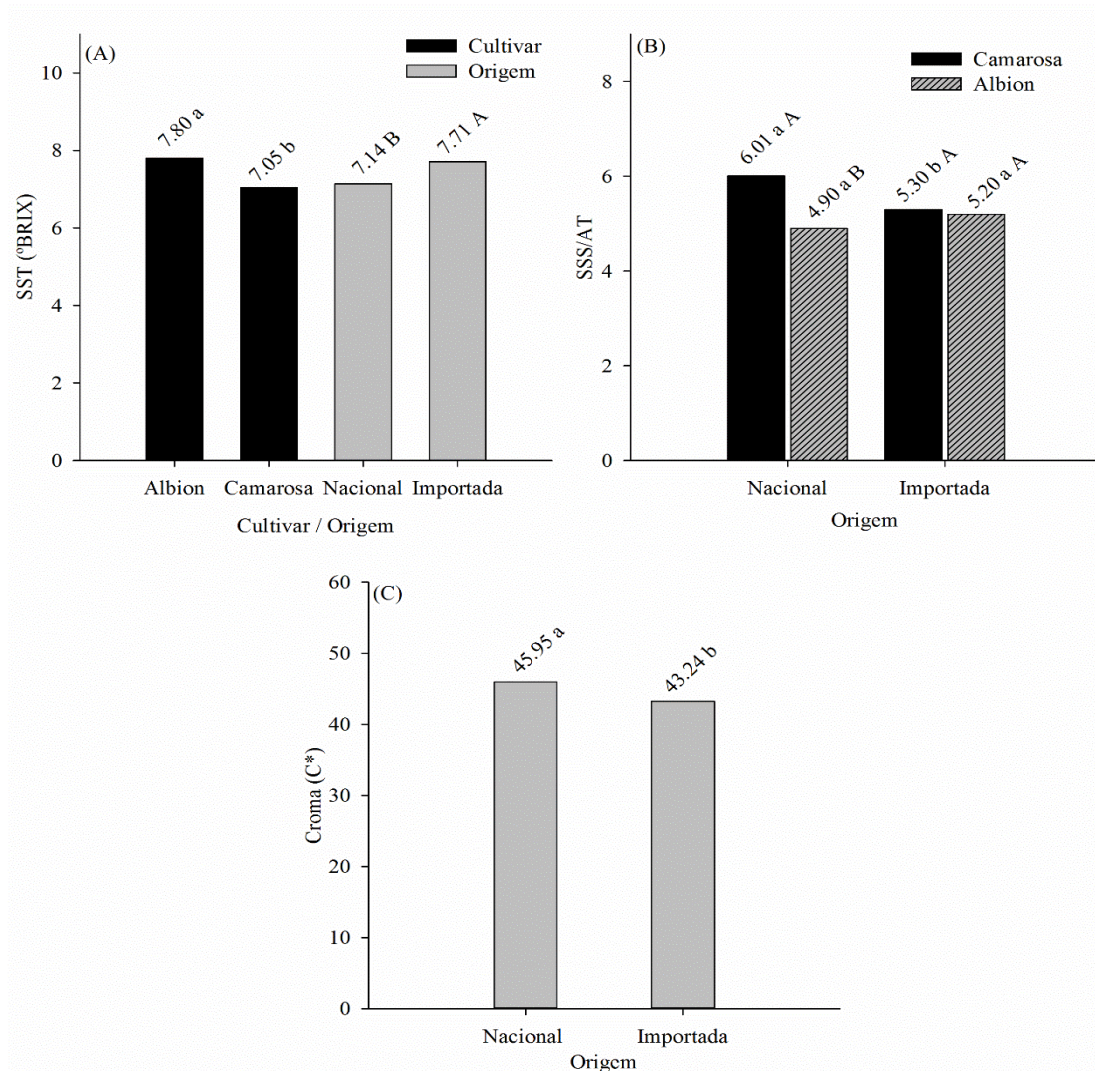 (A)
Cultivar
Origem
10
8
6
4
2
0
SST (ºBRIX)
7.80 a
7.05 b
7.14 B
7.71 A
Albion Camarosa Nacional Importada
Cultivar / Origem
(B)
Camarosa
Albion
8
6
4
2
0
SSS/AT
6.01 a A
4.90 a B
5.30 b A
5.20 a A
Nacional Importada
Origem
(C)
60
50
40
30
20
10
0
Croma (C*)
45.95 a
43.24 b
Nacional Importada
Origem